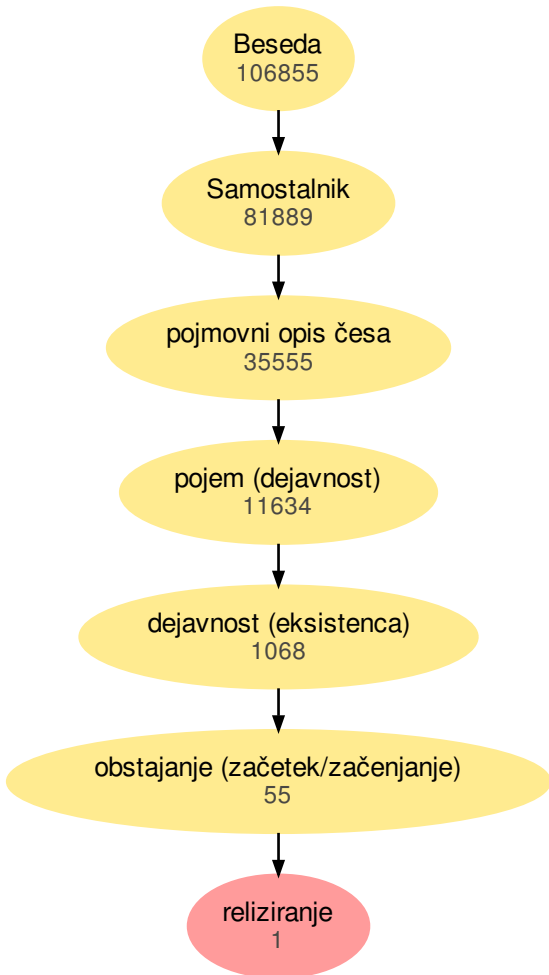 Beseda
106855
Samostalnik
81889
pojmovni opis česa
35555
pojem (dejavnost)
11634
dejavnost (eksistenca)
1068
obstajanje (začetek/začenjanje)
55
reliziranje
1